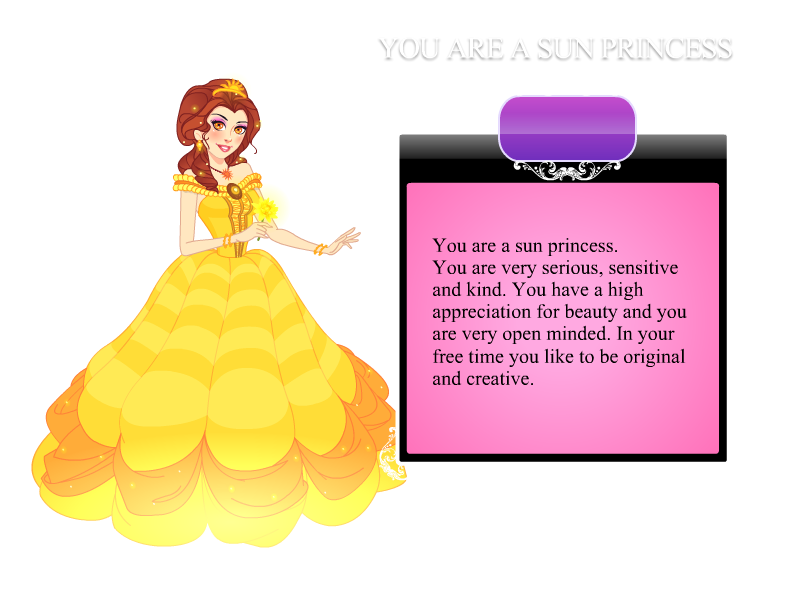 YOU ARE A SUN PRINCESS
You are a sun princess.
You are very serious, sensitive
and kind. You have a high
appreciation for beauty and you
are very open minded. In your
free time you like to be original
and creative.